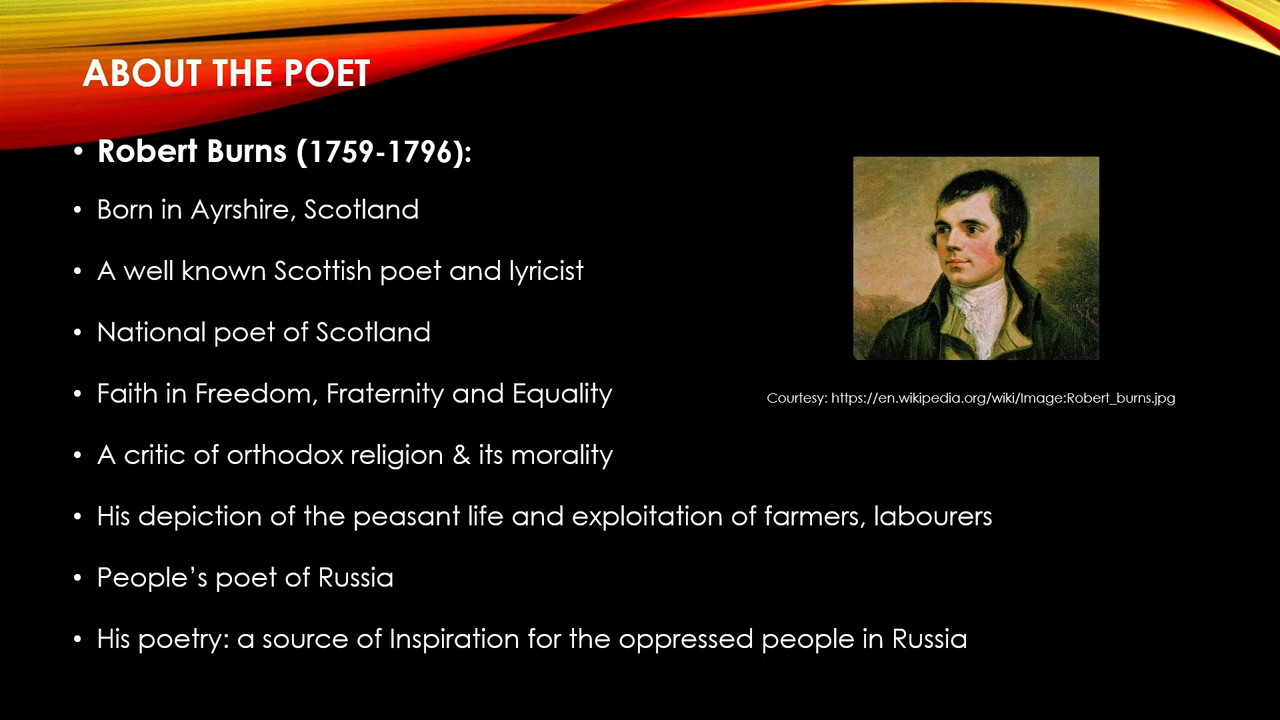 ABOUT THE POET
• Robert Burns (1759-1796):
• Born in Ayrshire, Scotland
• A well known Scottish poet and lyricist
• National poet of Scotland
• Faith in Freedom, Fraternity and Equality
Courtesy: https://en.wikipedia.org/wiki/Image:Robert_burns.jpg
• A critic of orthodox religion & its morality
• His depiction of the peasant life and exploitation of farmers, labourers
• People’s poet of Russia
• His poetry: a source of Inspiration for the oppressed people in Russia